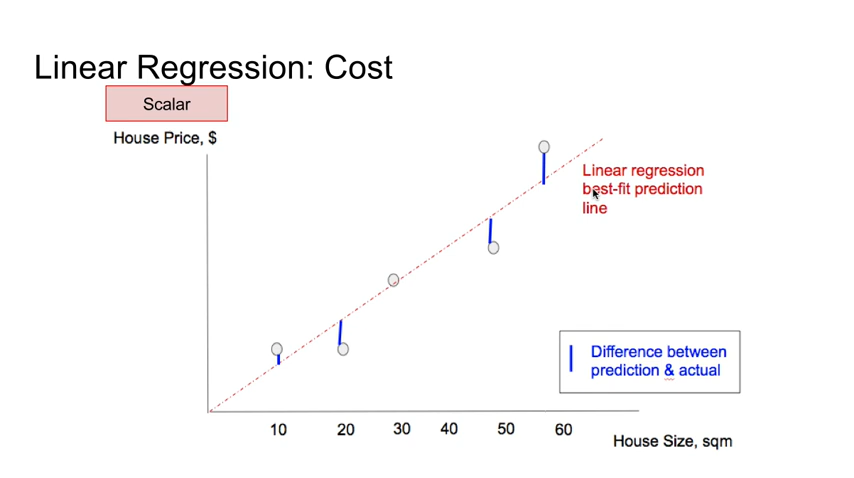 Linear Regression: Cost
Scalar
House Price, $
Linear regression
best-fit prediction
line
Difference between
prediction & actual
10 20 30 40 50 60
House Size, sqm